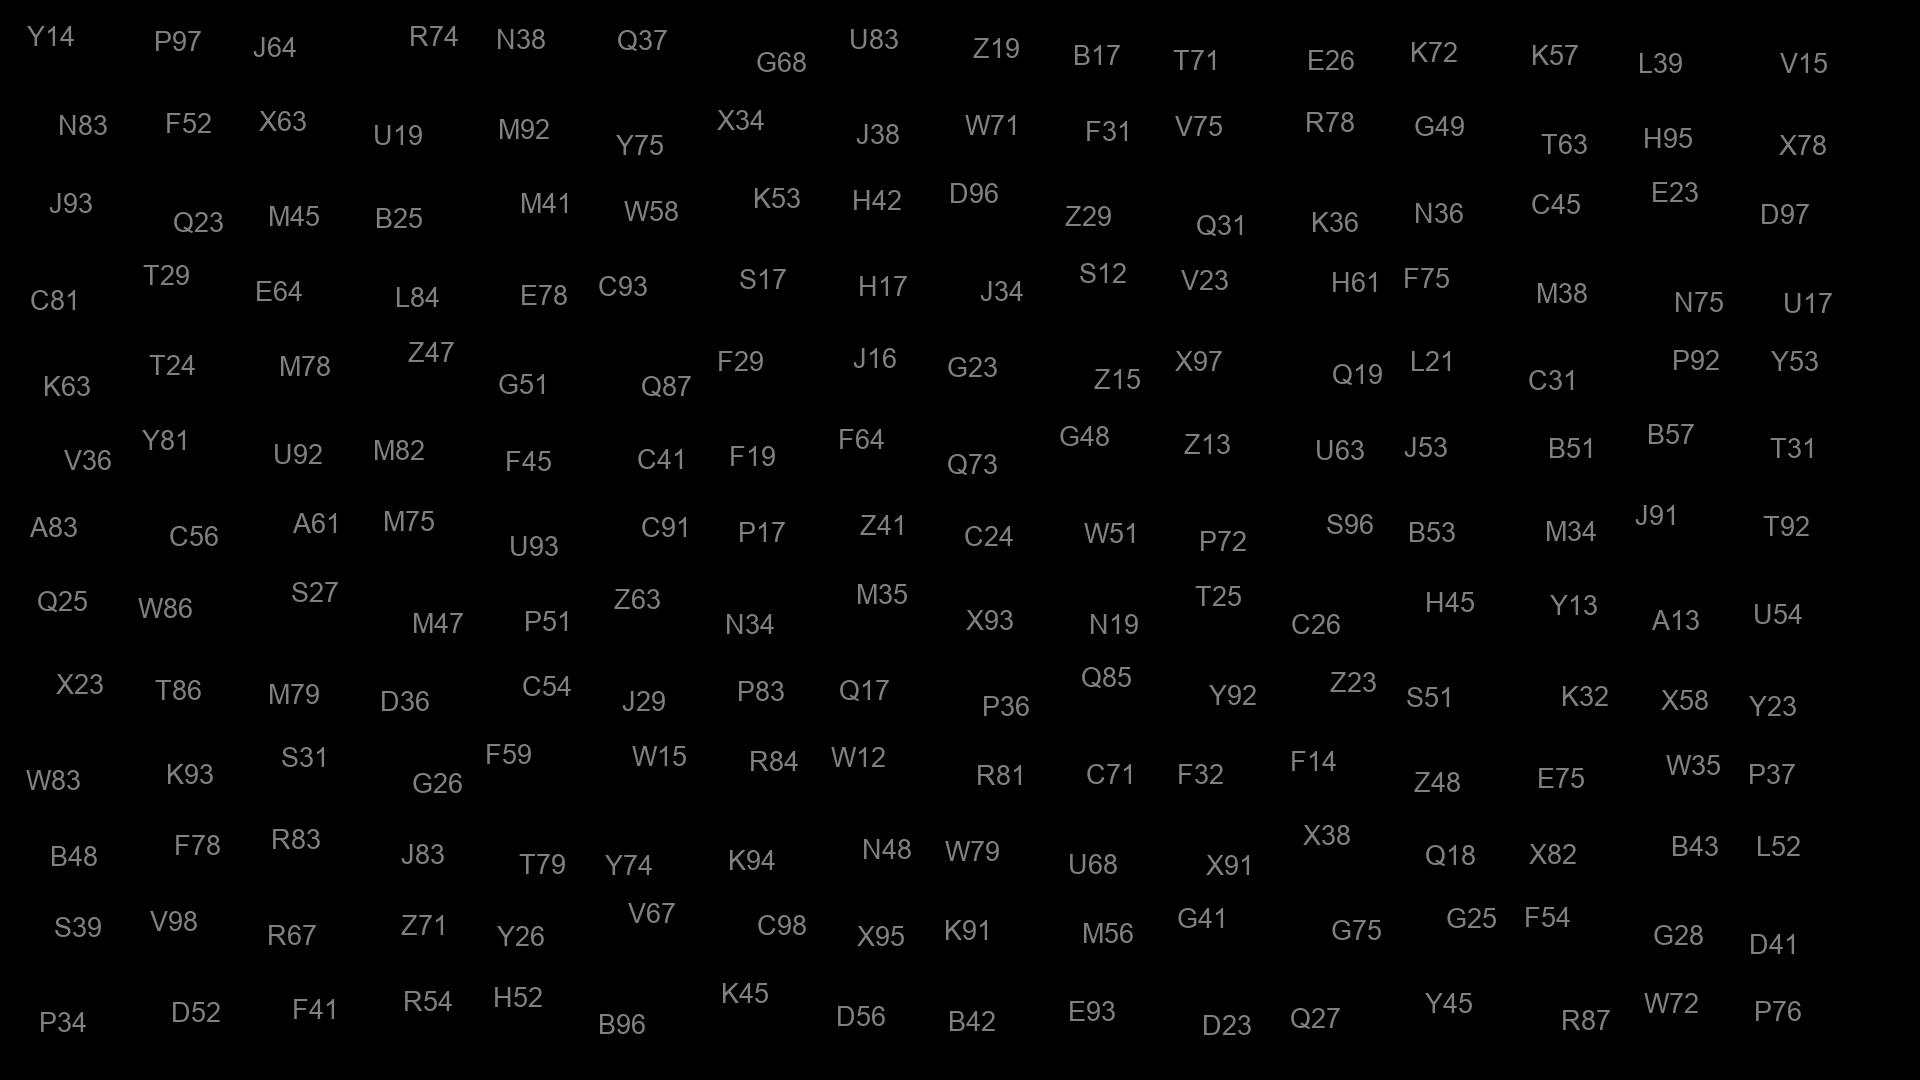 Y14 P97 J64 R74 N38 Q37 G68 U83 Z19 B17 T71 E26 K72 K57 L39 V15
N83 F52 X63 U19 M92 Y75 X34 J38 W71 F31 V75 R78 G49 T63 H95 X78
J93 Q23 M45 B25 M41 W58 K53 H42 D96 Z29 Q31 K36 N36 C45 E23 D97
C81 T29 E64 L84 E78 C93 S17 H17 J34 S12 V23 H61 F75 M38 N75 U17
K63 T24 M78 Z47 G51 Q87 F29 J16 G23 Z15 X97 Q19 L21 C31 P92 Y53
V36 Y81 U92 M82 F45 C41 F19 F64 Q73 G48 Z13 U63 J53 B51 B57 T31
A83 C56 A61 M75 U93 C91 P17 Z41 C24 W51 P72 S96 B53 M34 J91 T92
Q25 W86 S27 M47 P51 Z63 N34 M35 X93 N19 T25 C26 H45 Y13 A13 U54
X23 T86 M79 D36 C54 J29 P83 Q17 P36 Q85 Y92 Z23 S51 K32 X58 Y23
W83 K93 S31 G26 F59 W15 R84 W12 R81 C71 F32 F14 Z48 E75 W35 P37
B48 F78 R83 J83 T79 Y74 K94 N48 W79 U68 X91 X38 Q18 X82 B43 L52
S39 V98 R67 Z71 Y26 V67 C98 X95 K91 M56 G41 G75 G25 F54 G28 D41
P34 D52 F41 R54 H52 B96 K45 D56 B42 E93 D23 Q27 Y45 R87 W72 P76